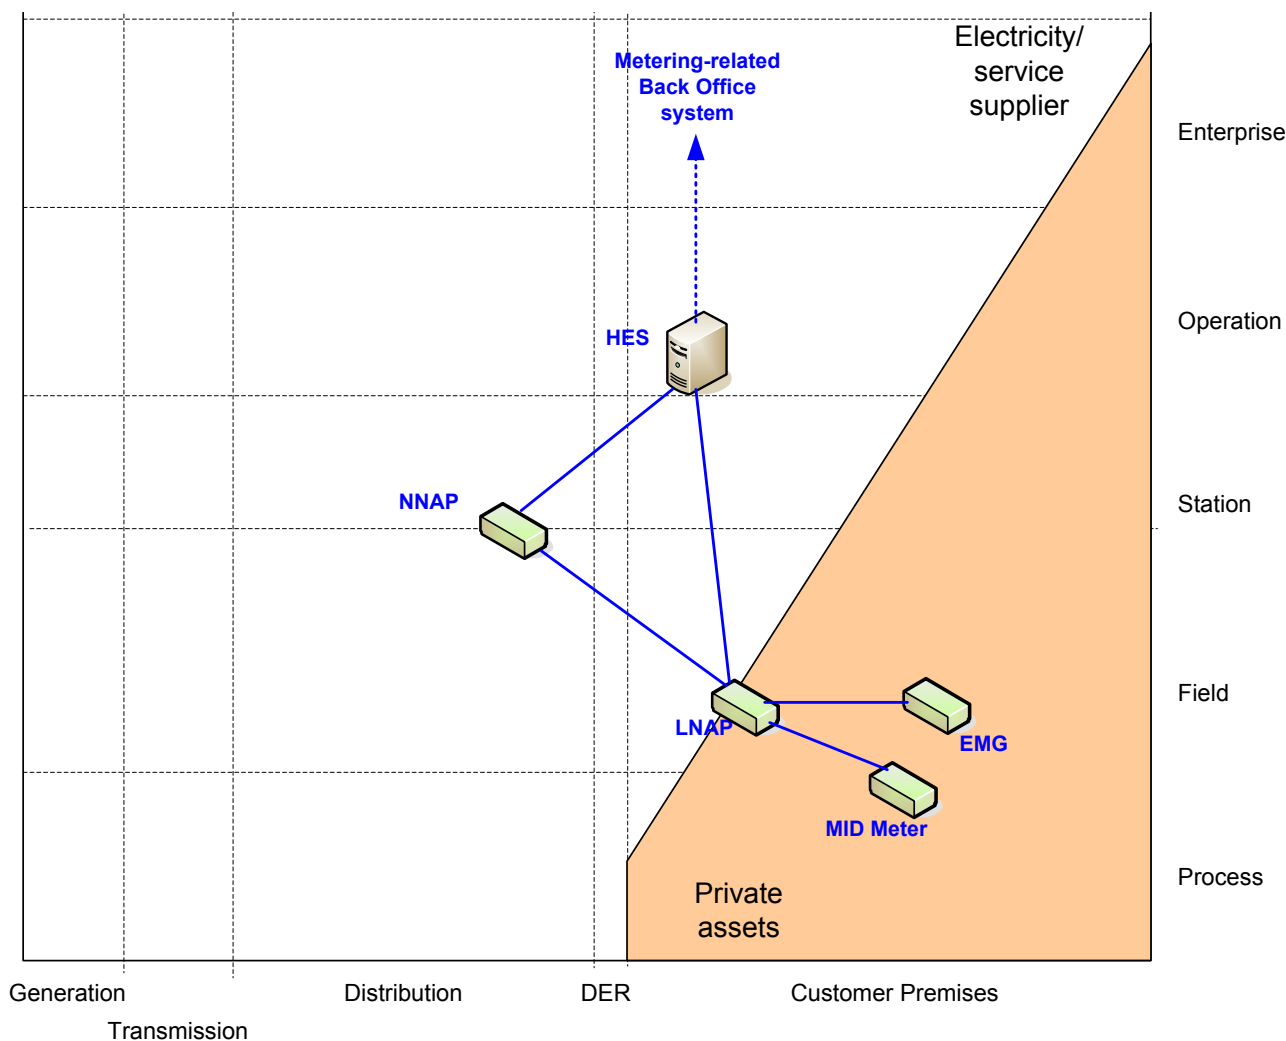 Electricity/
service
supplier
Metering-related
Back Office
system
Enterprise
HES
Operation
NNAP
Station
LNAP
EMG
Field
MID Meter
Process
Private
assets
Generation
Transmission
Distribution
DER
Customer Premises